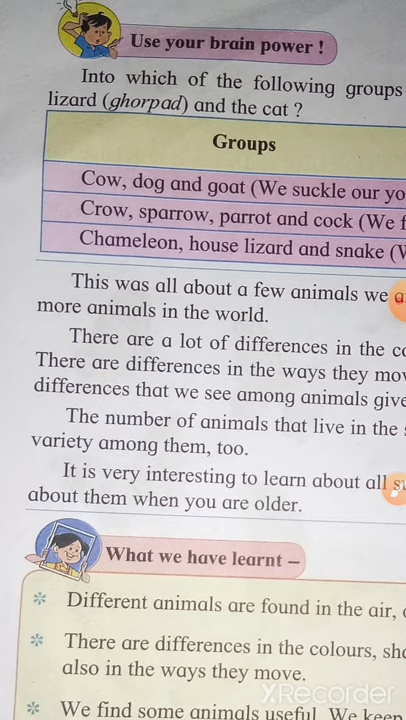 Use your brain power !
Into which of the following groups
lizard (ghorpad) and the cat ?
Groups
Cow, dog and goat (We suckle our yo
Crow, sparrow, parrot and cock (We f
Chameleon, house lizard and snake (W
This was all about a few animals we a
more animals in the world.
There are a lot of differences in the co
There are differences in the ways they mov
differences that we see among animals give
The number of animals that live in the s
variety among them, too.
It is very interesting to learn about all su
about them when you are older.
What we have learnt –
* Different animals are found in the air,
* There are differences in the colours, sha
also in the ways they move.
* We find some animals useful. We keep
XRecorder